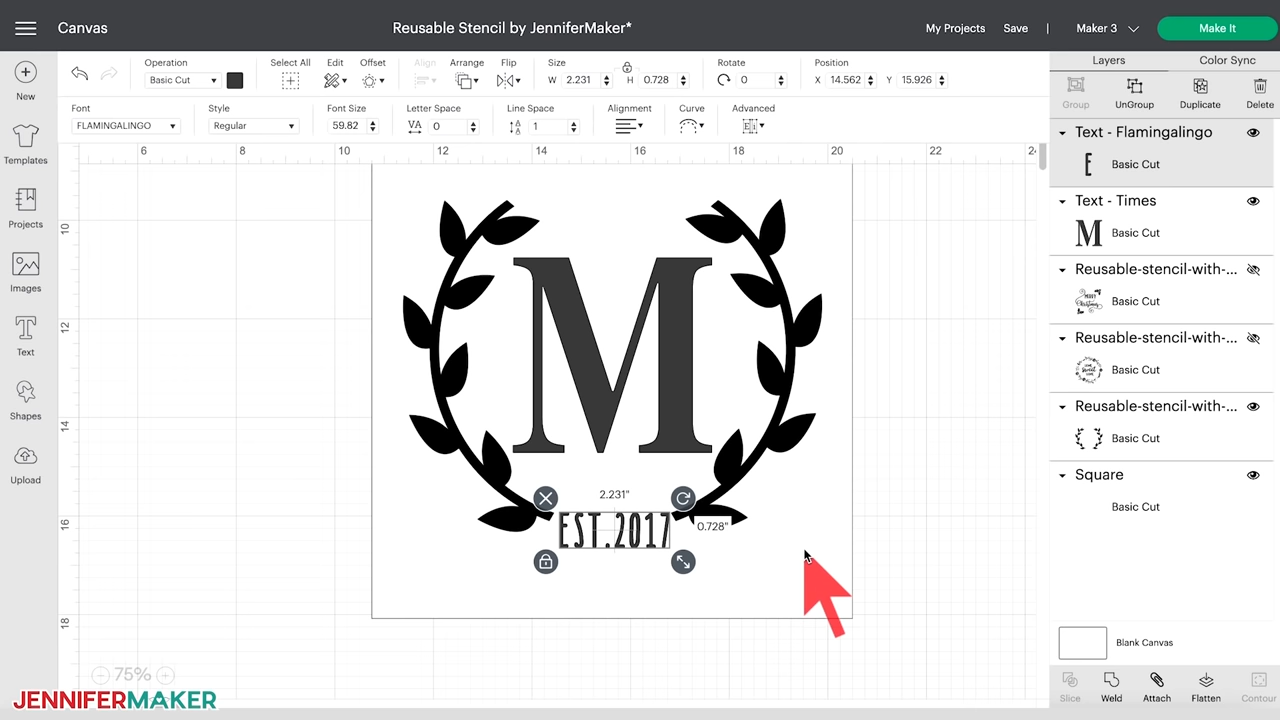 Canvas
Reusable Stencil by JenniferMaker*
My Projects
Save
|
Maker 3
Make It
New
Templates
Projects
Images
Text
Shapes
Upload
Operation
Basic Cut
Select All
Edit
Offset
Align
Arrange
Flip
Size
W 2.231
H 0.728
Rotate
0
Position
X 14.562
Y 15.926
Font
FLAMINGALINGO
Style
Regular
Font Size
59.82
Letter Space
VA 0
Line Space
1
Alignment
Curve
Advanced
6
8
10
12
14
16
18
20
22
10
12
14
16
18
M
2.231"
EST.2017
0.728"
75%
JENNIFERMAKER
Layers
Color Sync
Group
UnGroup
Duplicate
Delete
Text - Flamingalingo
E
Basic Cut
Text - Times
M
Basic Cut
Reusable-stencil-with-...
Basic Cut
Reusable-stencil-with-...
Basic Cut
Reusable-stencil-with-...
Basic Cut
Square
Basic Cut
Blank Canvas
Slice
Weld
Attach
Flatten
Contour